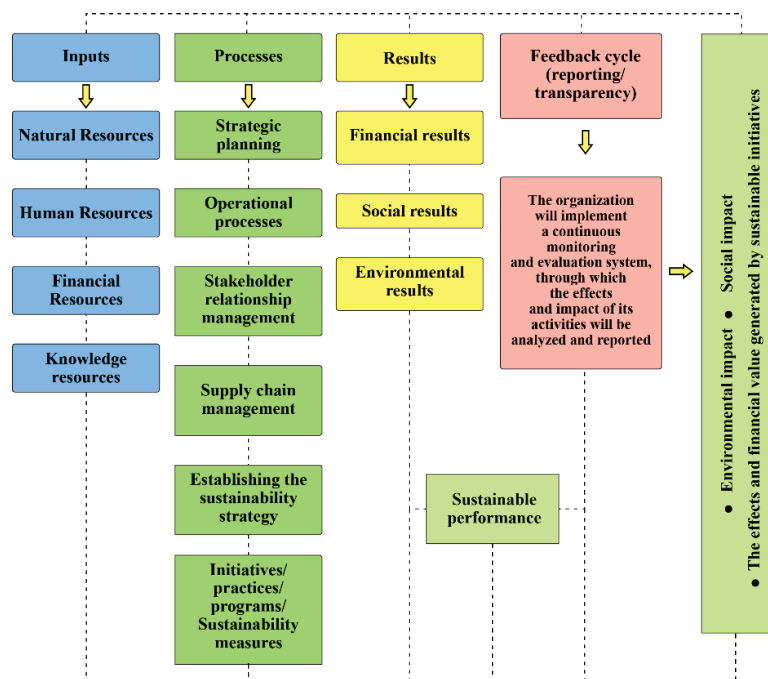 Inputs
Natural Resources
Human Resources
Financial
Resources
Knowledge
resources
Processes
Strategic
planning
Operational
processes
Stakeholder
relationship
management
Supply chain
management
Establishing the
sustainability
strategy
Initiatives/
practices/
programs/
Sustainability
measures
Results
Financial results
Social results
Environmental
results
Feedback cycle
(reporting/
transparency)
The organization
will implement
a continuous
monitoring
and evaluation system,
through which
the effects
and impact of its
activities will be
analyzed and reported
Sustainable
performance
● Environmental impact ● Social impact
● The effects and financial value generated by sustainable initiatives